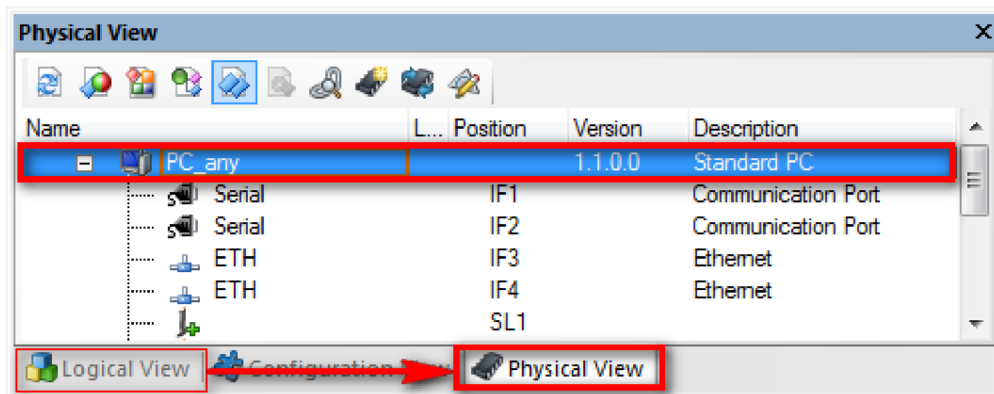 Physical View
Name L... Position Version Description
PC_any 1.1.0.0 Standard PC
Serial IF1 Communication Port
Serial IF2 Communication Port
ETH IF3 Ethernet
ETH IF4 Ethernet
SL1
Logical View Configuration View Physical View